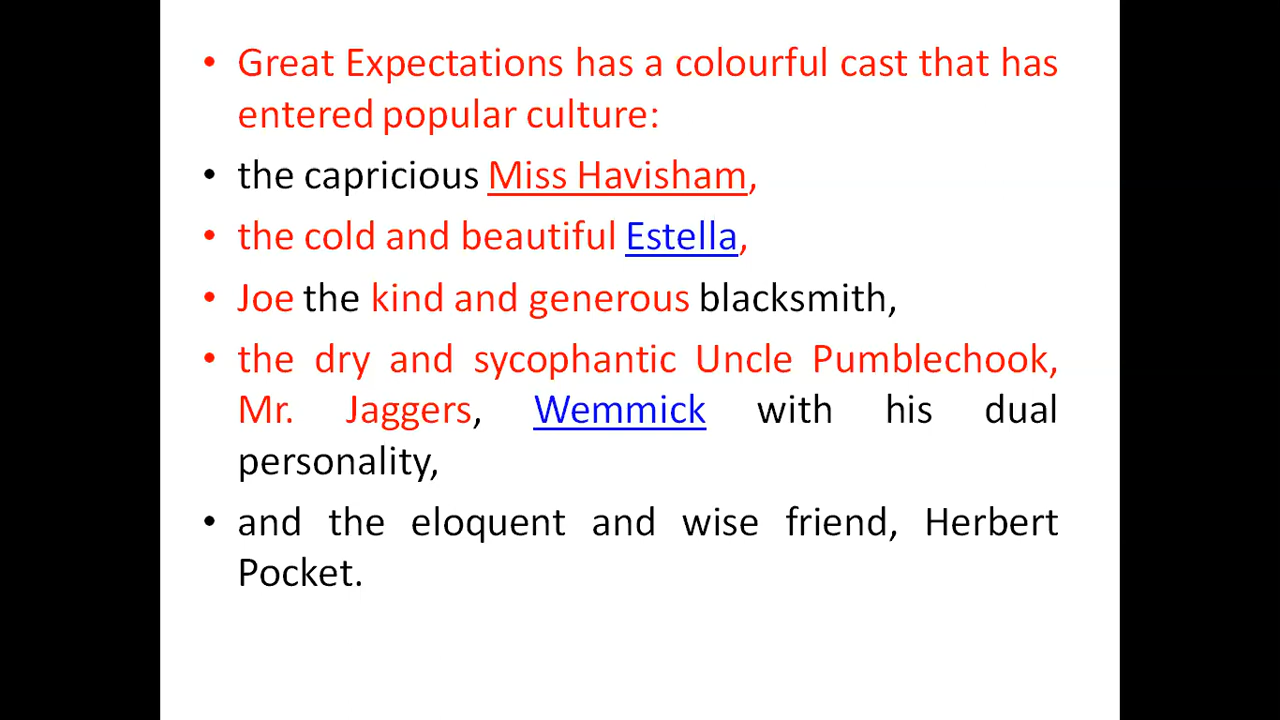 • Great Expectations has a colourful cast that has
entered popular culture:
• the capricious Miss Havisham,
• the cold and beautiful Estella,
• Joe the kind and generous blacksmith,
• the dry and sycophantic Uncle Pumblechook,
Mr. Jaggers, Wemmick with his dual
personality,
• and the eloquent and wise friend, Herbert
Pocket.